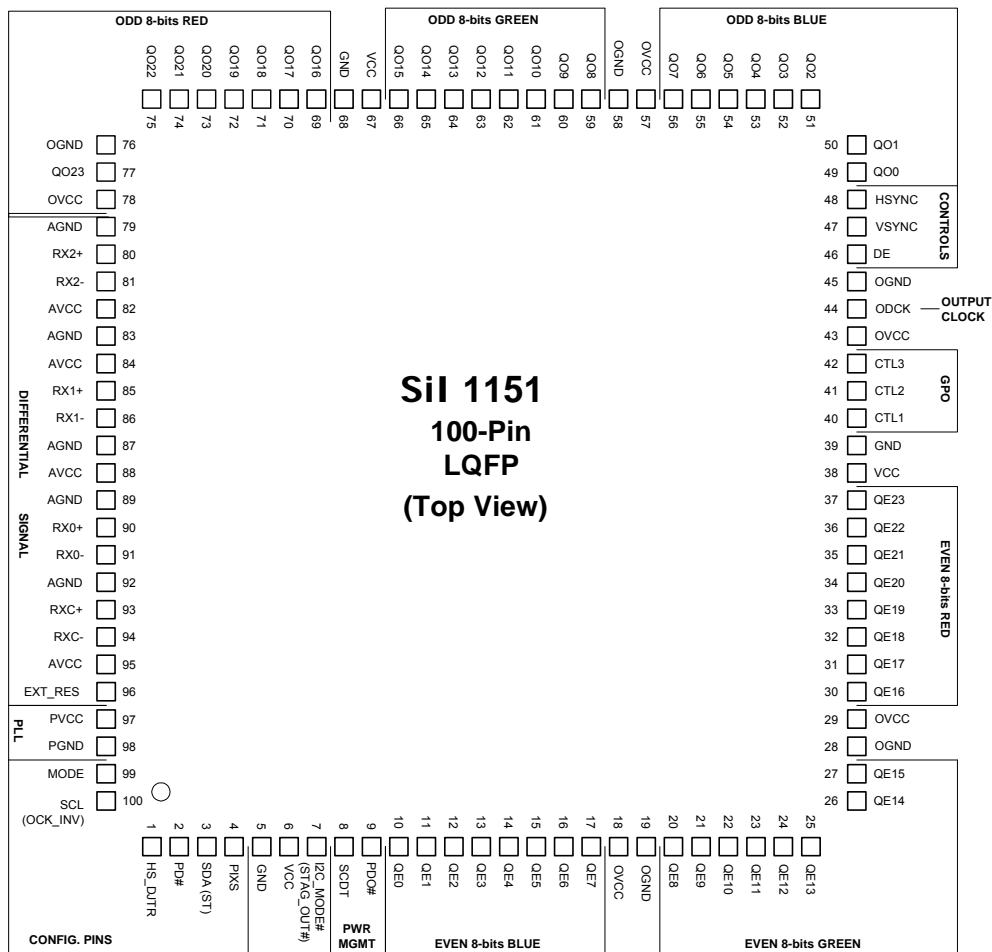 ODD 8-bits RED
ODD 8-bits GREEN
ODD 8-bits BLUE
QO22 QO21 QO20 QO19 QO18 QO17 QO16 GND VCC QO15 QO14 QO13 QO12 QO11 QO10 QO9 QO8 OGND OVCC QO7 QO6 QO5 QO4 QO3 QO2
75 74 73 72 71 70 69 68 67 66 65 64 63 62 61 60 59 58 57 56 55 54 53 52 51
OGND 76
QO23 77
OVCC 78
AGND 79
RX2+ 80
RX2- 81
AVCC 82
AGND 83
AVCC 84
RX1+ 85
RX1- 86
AGND 87
AVCC 88
AGND 89
RX0+ 90
RX0- 91
AGND 92
RXC+ 93
RXC- 94
AVCC 95
EXT_RES 96
PVCC 97
PGND 98
MODE 99
SCL 100
(OCK_INV)
DIFFERENTIAL SIGNAL
PLL
SiI 1151
100-Pin
LQFP
(Top View)
50 QO1
49 QO0
48 HSYNC
47 VSYNC
46 DE
45 OGND
44 ODCK
43 OVCC
42 CTL3
41 CTL2
40 CTL1
39 GND
38 VCC
37 QE23
36 QE22
35 QE21
34 QE20
33 QE19
32 QE18
31 QE17
30 QE16
29 OVCC
28 OGND
27 QE15
26 QE14
CONTROLS
OUTPUT
CLOCK
GPO
EVEN 8-bits RED
1 2 3 4 5 6 7 8 9 10 11 12 13 14 15 16 17 18 19 20 21 22 23 24 25
HS_DJTR PD# SDA (ST) PIXS GND VCC I2C_MODE# (STAG_OUT#) SCDT PDO# QE0 QE1 QE2 QE3 QE4 QE5 QE6 QE7 OVCC OGND QE8 QE9 QE10 QE11 QE12 QE13
CONFIG. PINS
PWR
MGMT
EVEN 8-bits BLUE
EVEN 8-bits GREEN